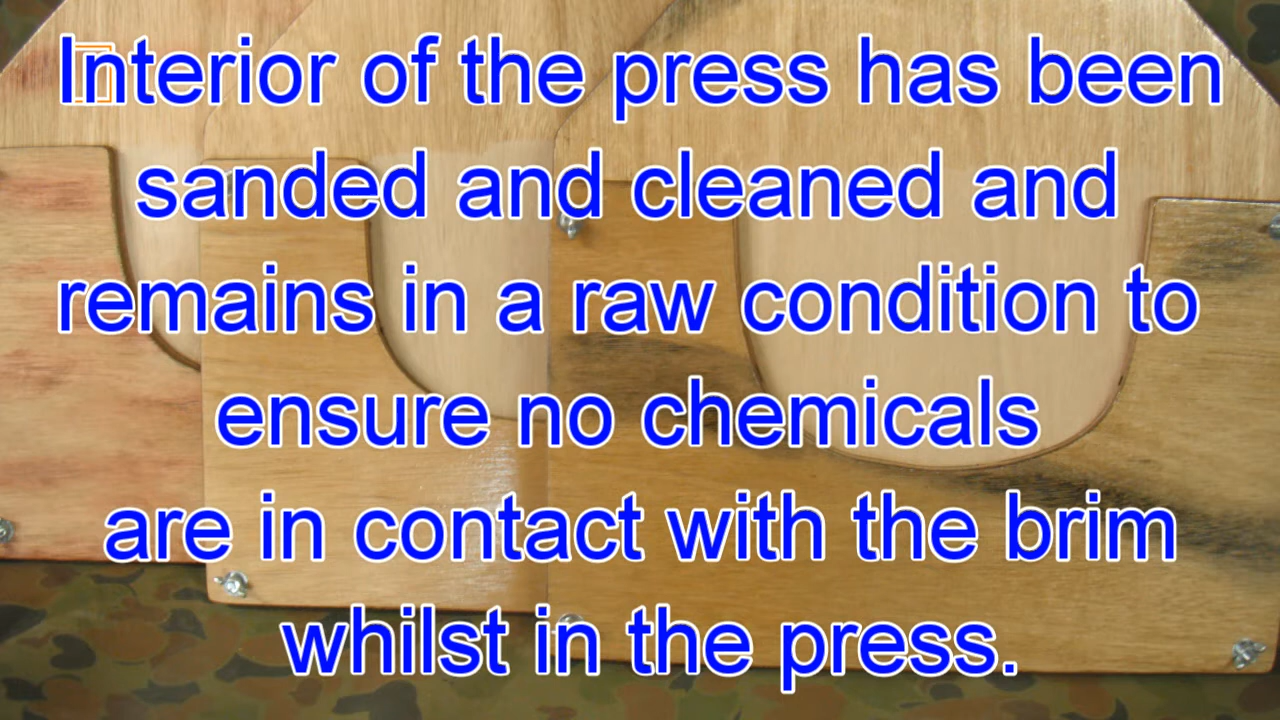 Interior of the press has been
sanded and cleaned and
remains in a raw condition to
ensure no chemicals
are in contact with the brim
whilst in the press.